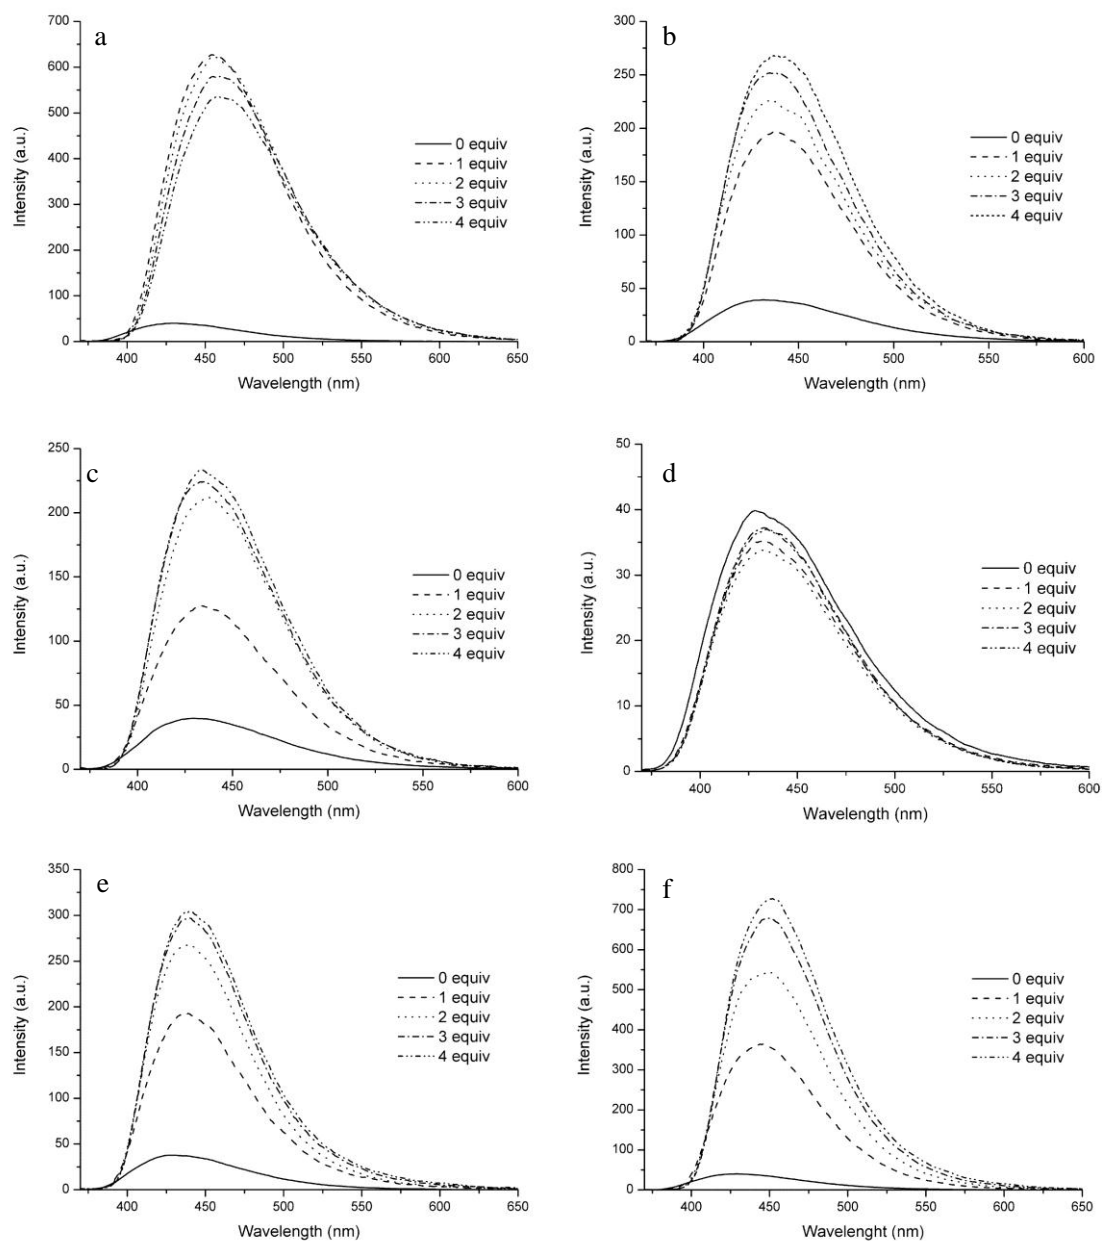 a
700
600
500
400
300
200
100
0
Intensity (a.u.)
0 equiv
1 equiv
2 equiv
3 equiv
4 equiv
400 450 500 550 600 650
Wavelength (nm)
b
300
250
200
150
100
50
0
Intensity (a.u.)
0 equiv
1 equiv
2 equiv
3 equiv
4 equiv
400 450 500 550 600
Wavelength (nm)
c
250
200
150
100
50
0
Intensity (a.u.)
0 equiv
1 equiv
2 equiv
3 equiv
4 equiv
400 450 500 550 600
Wavelength (nm)
d
50
40
30
20
10
0
Intensity (a.u.)
0 equiv
1 equiv
2 equiv
3 equiv
4 equiv
400 450 500 550 600
Wavelength (nm)
e
350
300
250
200
150
100
50
0
Intensity (a.u.)
0 equiv
1 equiv
2 equiv
3 equiv
4 equiv
400 450 500 550 600 650
Wavelength (nm)
f
800
700
600
500
400
300
200
100
0
Intensity (a.u.)
0 equiv
1 equiv
2 equiv
3 equiv
4 equiv
400 450 500 550 600 650
Wavelenght (nm)